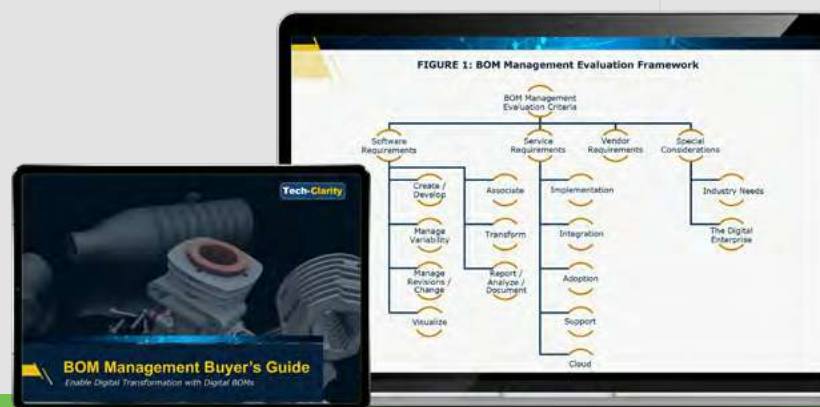 FIGURE 1: BOM Management Evaluation Framework
BOM Management
Evaluation Criteria
Software
Requirements
Service
Requirements
Vendor
Requirements
Special
Considerations
Create /
Develop
Associate
Implementation
Industry Needs
Manage
Variability
Transform
Integration
The Digital
Enterprise
Manage
Revisions /
Change
Report /
Analyze /
Document
Adoption
Visualize
Support
Cloud
Tech-Clarity
BOM Management Buyer's Guide
Enable Digital Transformation with Digital BOMs